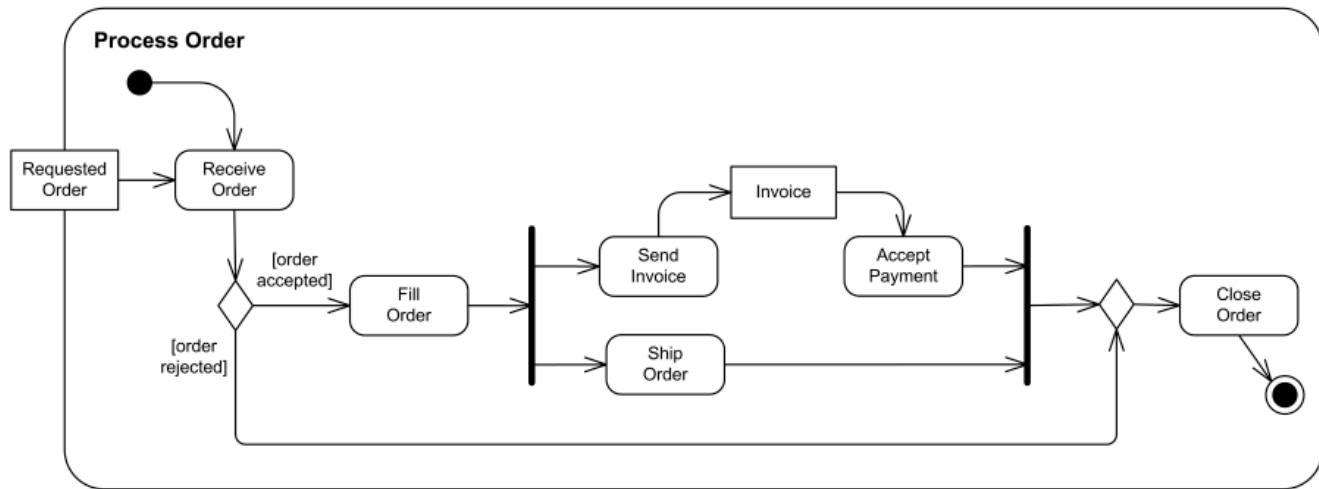 Process Order
Requested
Order
Receive
Order
[order
accepted]
[order
rejected]
Fill
Order
Send
Invoice
Invoice
Accept
Payment
Ship
Order
Close
Order